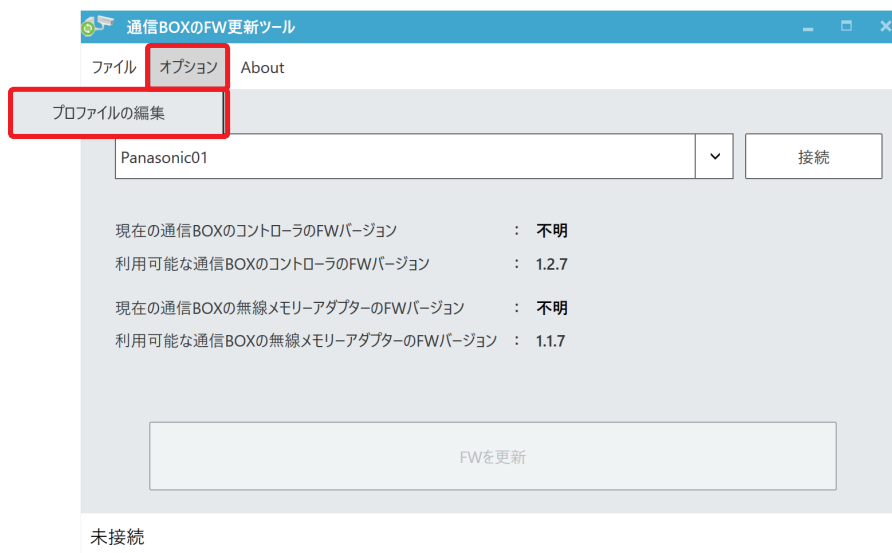 通信BOXのFW更新ツール
ファイル オプション About
プロファイルの編集
Panasonic01 接続
現在の通信BOXのコントローラのFWバージョン : 不明
利用可能な通信BOXのコントローラのFWバージョン : 1.2.7
現在の通信BOXの無線メモリーアダプターのFWバージョン : 不明
利用可能な通信BOXの無線メモリーアダプターのFWバージョン : 1.1.7
FWを更新
未接続